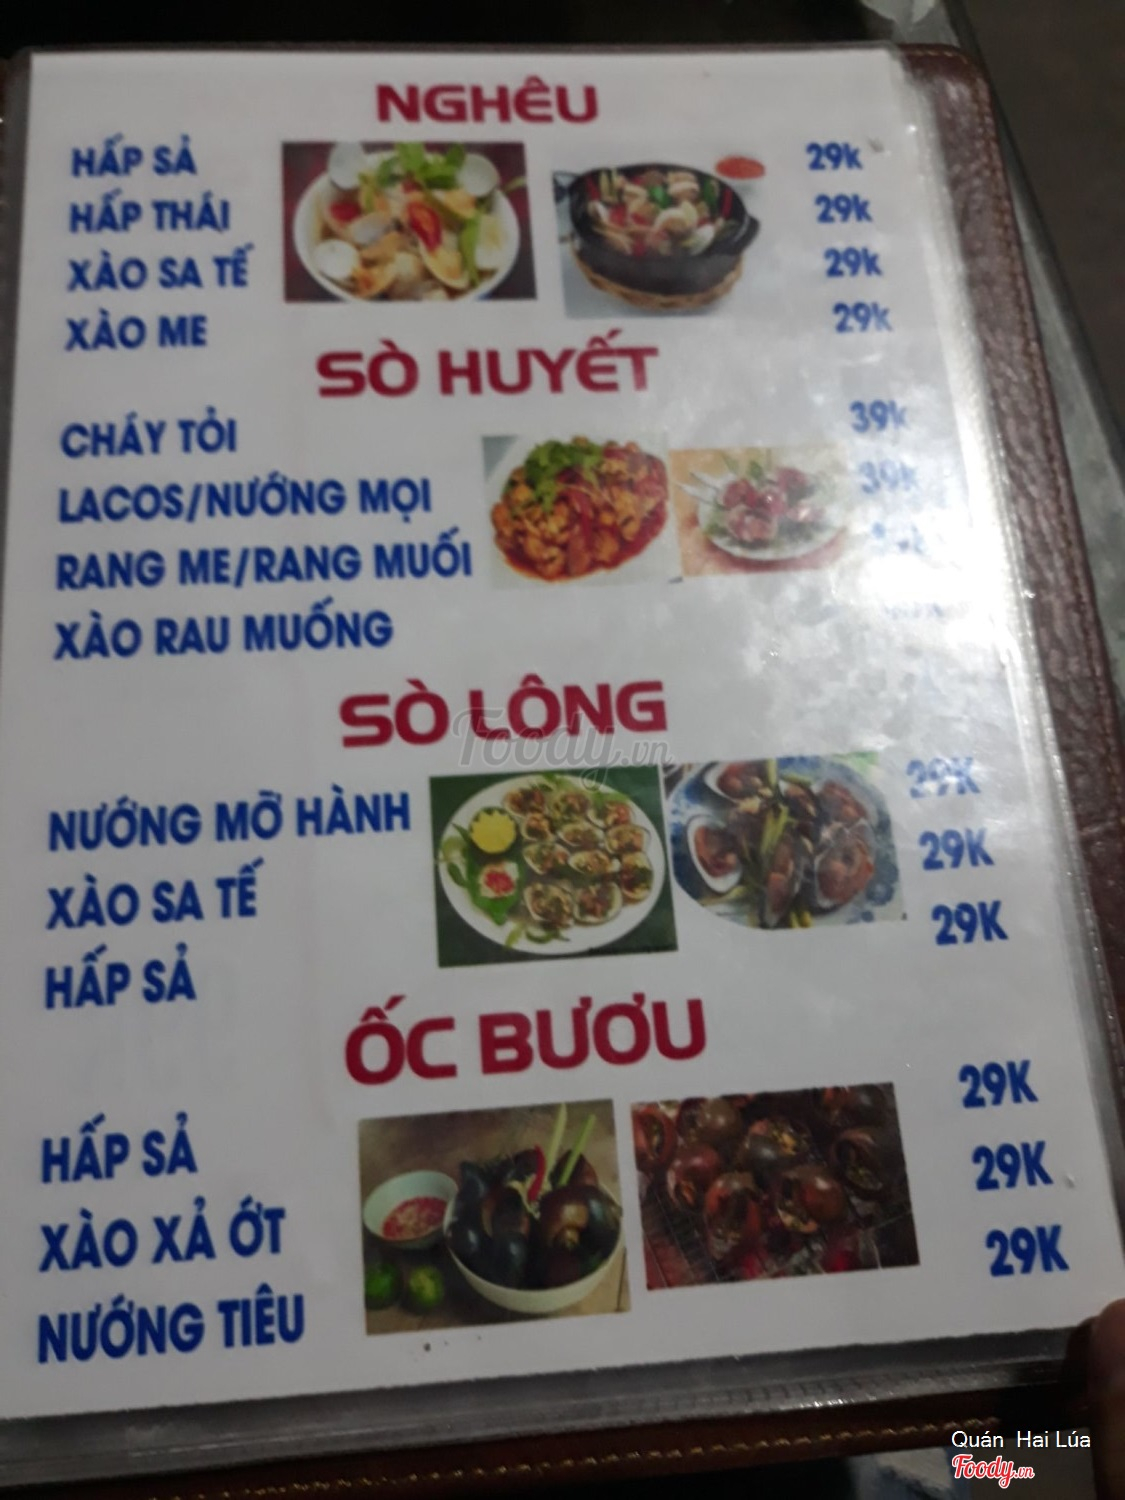 NGHÊU
HẤP SẢ 29k
HẤP THÁI 29k
XÀO SA TẾ 29k
XÀO ME 29k
SÒ HUYẾT
CHÁY TỎI 39k
LACOS/NƯỚNG MỌI 39k
RANG ME/RANG MUỐI
XÀO RAU MUỐNG
SÒ LÔNG
NƯỚNG MỠ HÀNH 29K
XÀO SA TẾ 29K
HẤP SẢ 29K
ỐC BƯƠU
HẤP SẢ 29K
XÀO XẢ ỚT 29K
NƯỚNG TIÊU 29K
Foody.vn
Quán Hai Lúa
Foody.vn